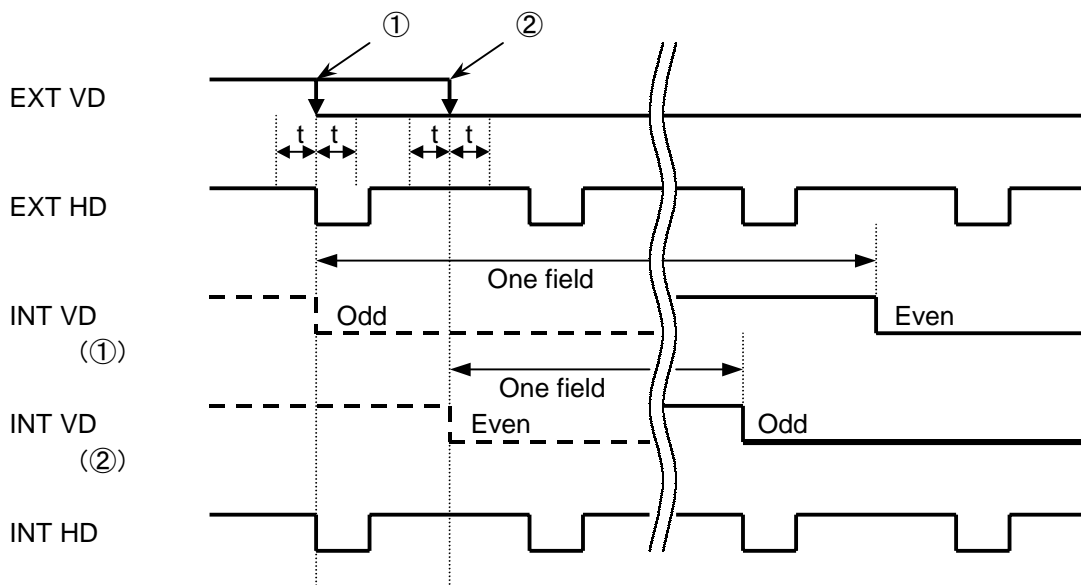 ① ②
EXT VD
t t t t
EXT HD
One field
INT VD Odd Even
(①)
One field
INT VD Even Odd
(②)
INT HD